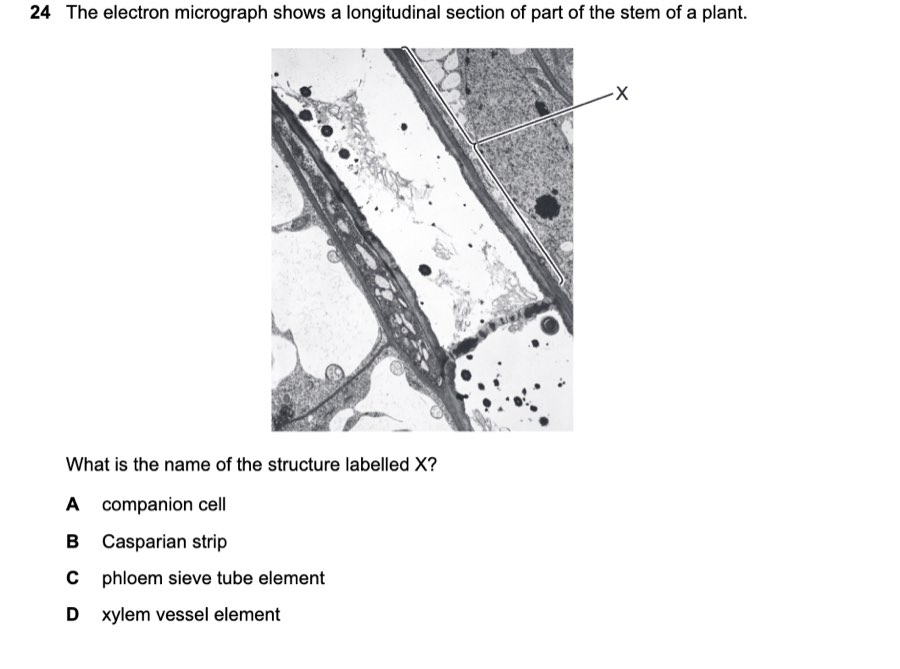 24 The electron micrograph shows a longitudinal section of part of the stem of a plant.
X
What is the name of the structure labelled X?
A companion cell
B Casparian strip
C phloem sieve tube element
D xylem vessel element